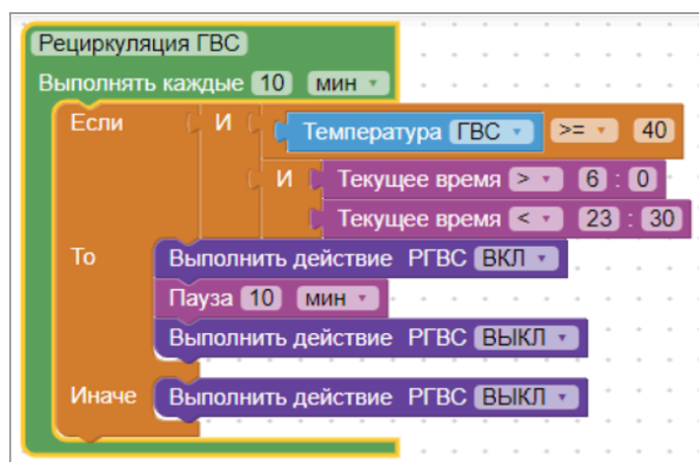 Рециркуляция ГВС
Выполнять каждые 10 мин
Если И Температура ГВС >= 40
И Текущее время > 6 : 0
Текущее время < 23 : 30
То Выполнить действие РГВС ВКЛ
Пауза 10 мин
Выполнить действие РГВС ВЫКЛ
Иначе Выполнить действие РГВС ВЫКЛ